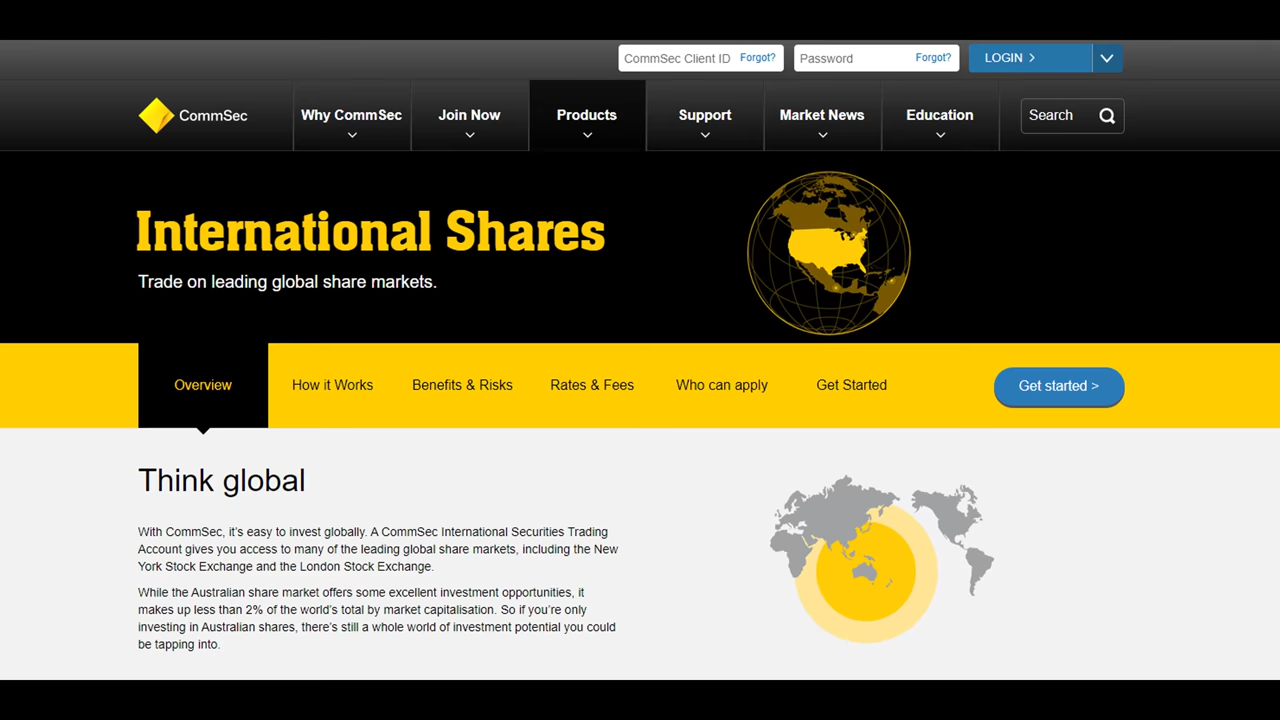 CommSec Client ID Forgot? Password Forgot? LOGIN >
CommSec Why CommSec Join Now Products Support Market News Education Search
International Shares
Trade on leading global share markets.
Overview How it Works Benefits & Risks Rates & Fees Who can apply Get Started Get started >
Think global
With CommSec, it's easy to invest globally. A CommSec International Securities Trading
Account gives you access to many of the leading global share markets, including the New
York Stock Exchange and the London Stock Exchange.
While the Australian share market offers some excellent investment opportunities, it
makes up less than 2% of the world's total by market capitalisation. So if you're only
investing in Australian shares, there's still a whole world of investment potential you could
be tapping into.